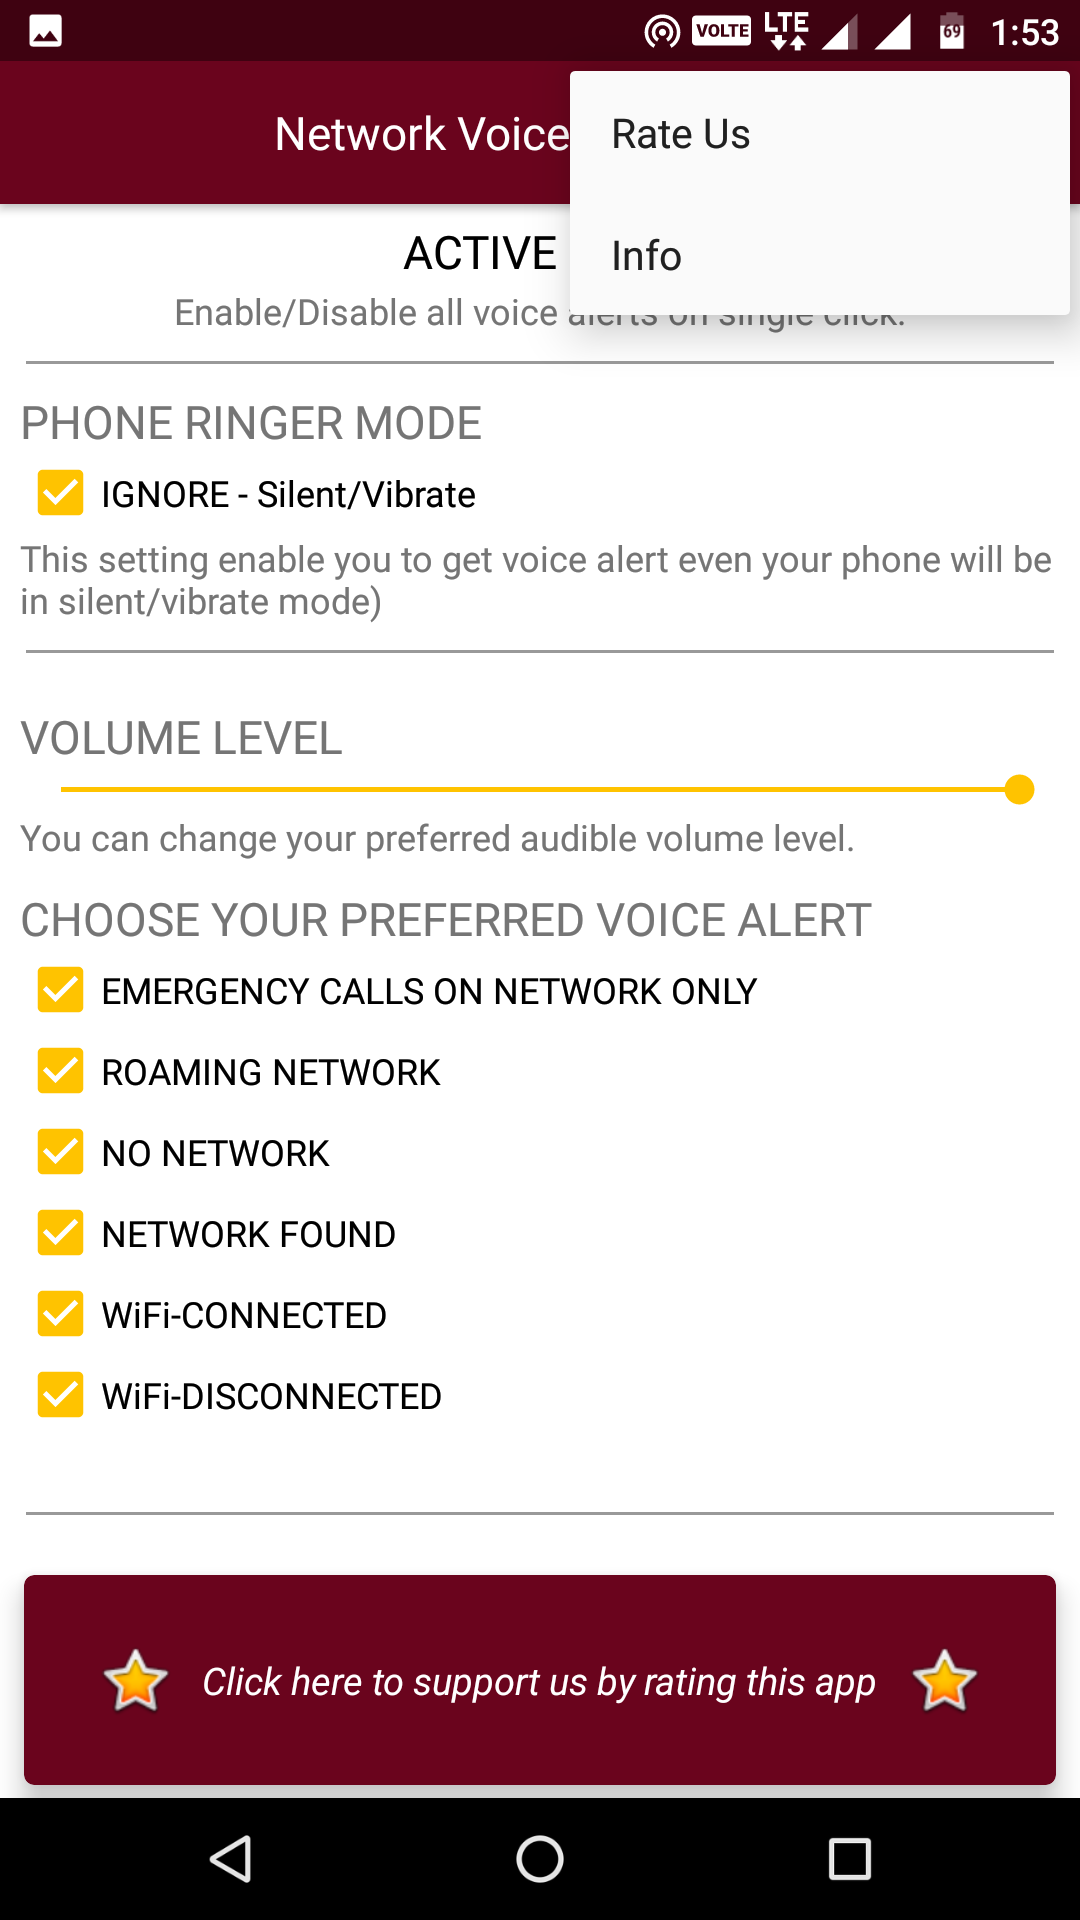 VOLTE LTE 69 1:53
Network Voice
Rate Us
Info
ACTIVE
Enable/Disable all voice alerts on single click.
PHONE RINGER MODE
IGNORE - Silent/Vibrate
This setting enable you to get voice alert even your phone will be
in silent/vibrate mode)
VOLUME LEVEL
You can change your preferred audible volume level.
CHOOSE YOUR PREFERRED VOICE ALERT
EMERGENCY CALLS ON NETWORK ONLY
ROAMING NETWORK
NO NETWORK
NETWORK FOUND
WiFi-CONNECTED
WiFi-DISCONNECTED
Click here to support us by rating this app